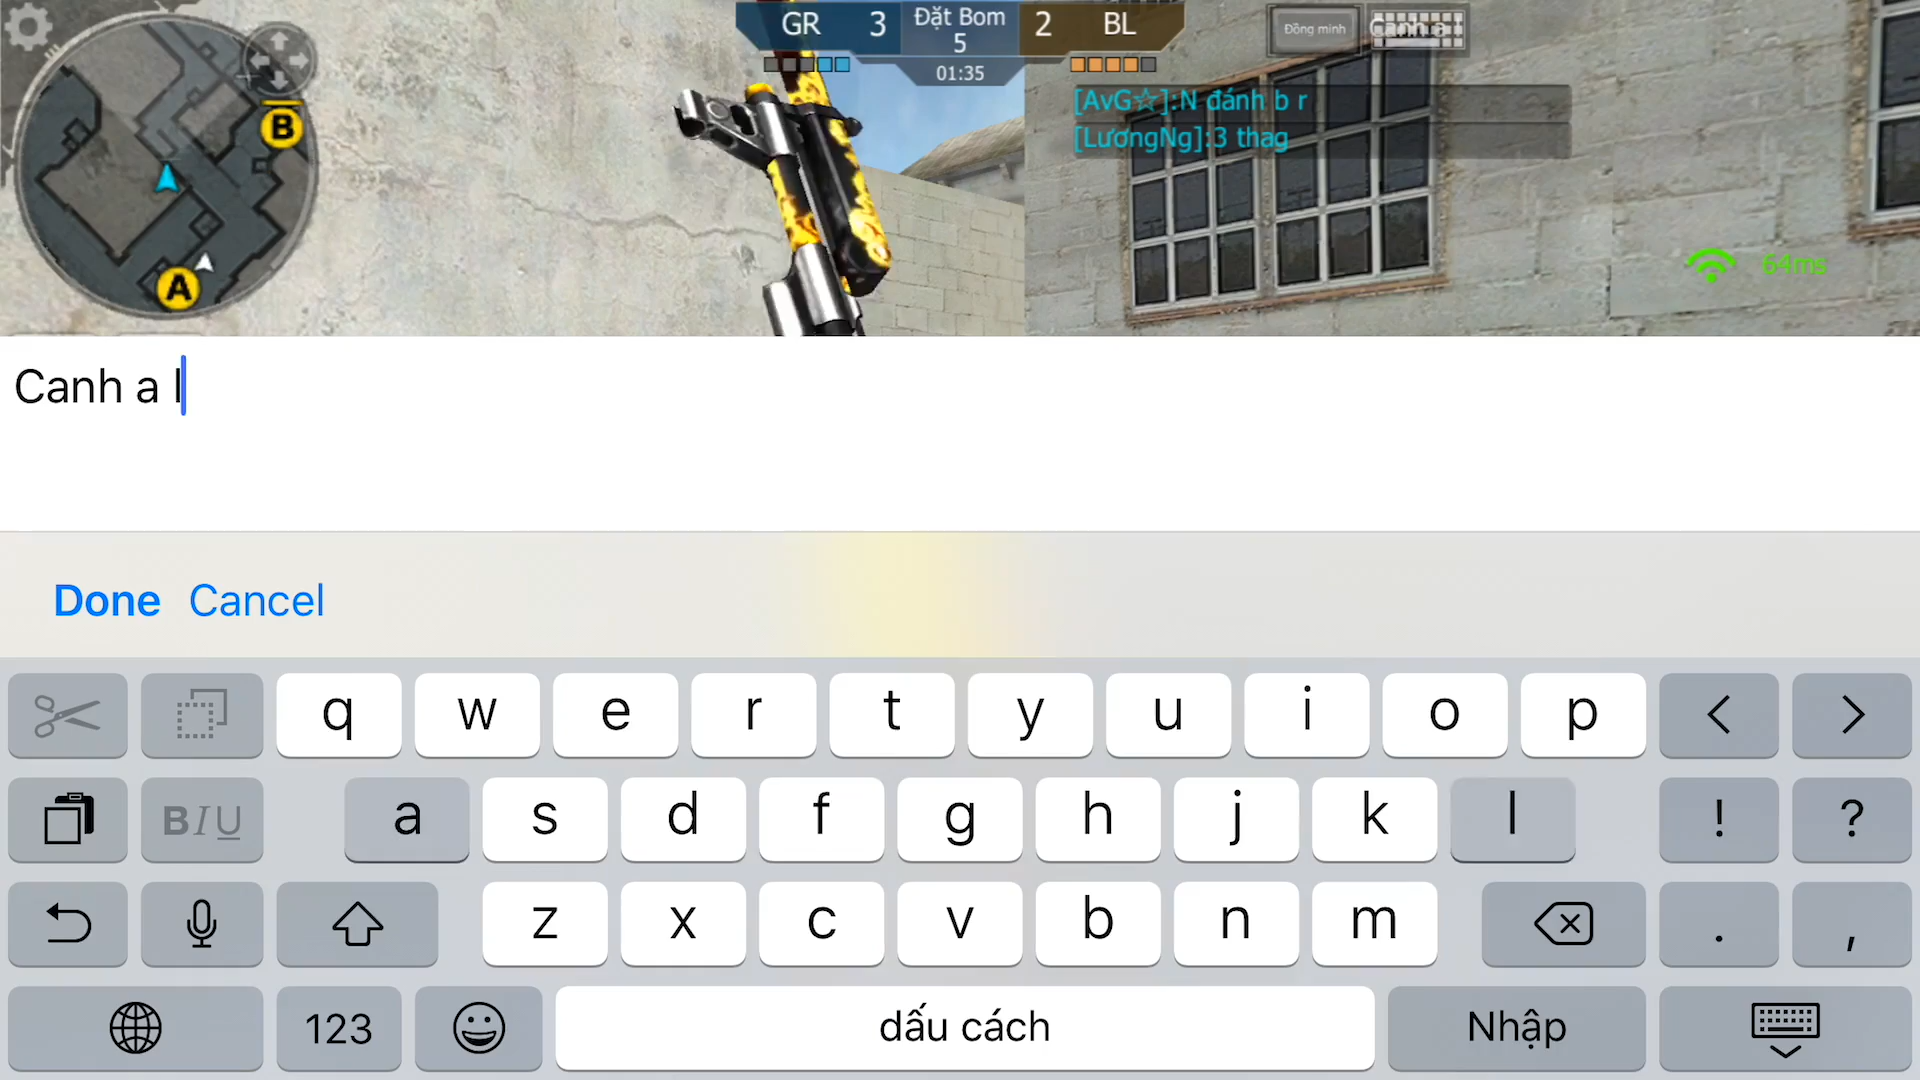 GR 3 Đặt Bom 2 BL
5
01:35
Đồng minh
Canh a l
B
A
[AvG☆]:N đánh b r
[LươngNg]:3 thag
64ms
Canh a l
Done Cancel
q w e r t y u i o p < >
B I U a s d f g h j k l ! ?
z x c v b n m . ,
123 dấu cách Nhập